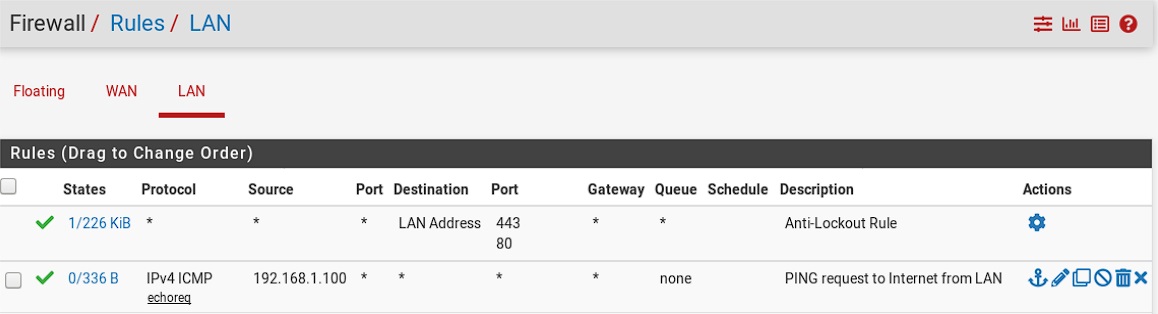 Firewall / Rules / LAN
Floating WAN LAN
Rules (Drag to Change Order)
States Protocol Source Port Destination Port Gateway Queue Schedule Description Actions
1/226 KiB * * * LAN Address 443 * * Anti-Lockout Rule
80
0/336 B IPv4 ICMP 192.168.1.100 * * * * none PING request to Internet from LAN
echoreq